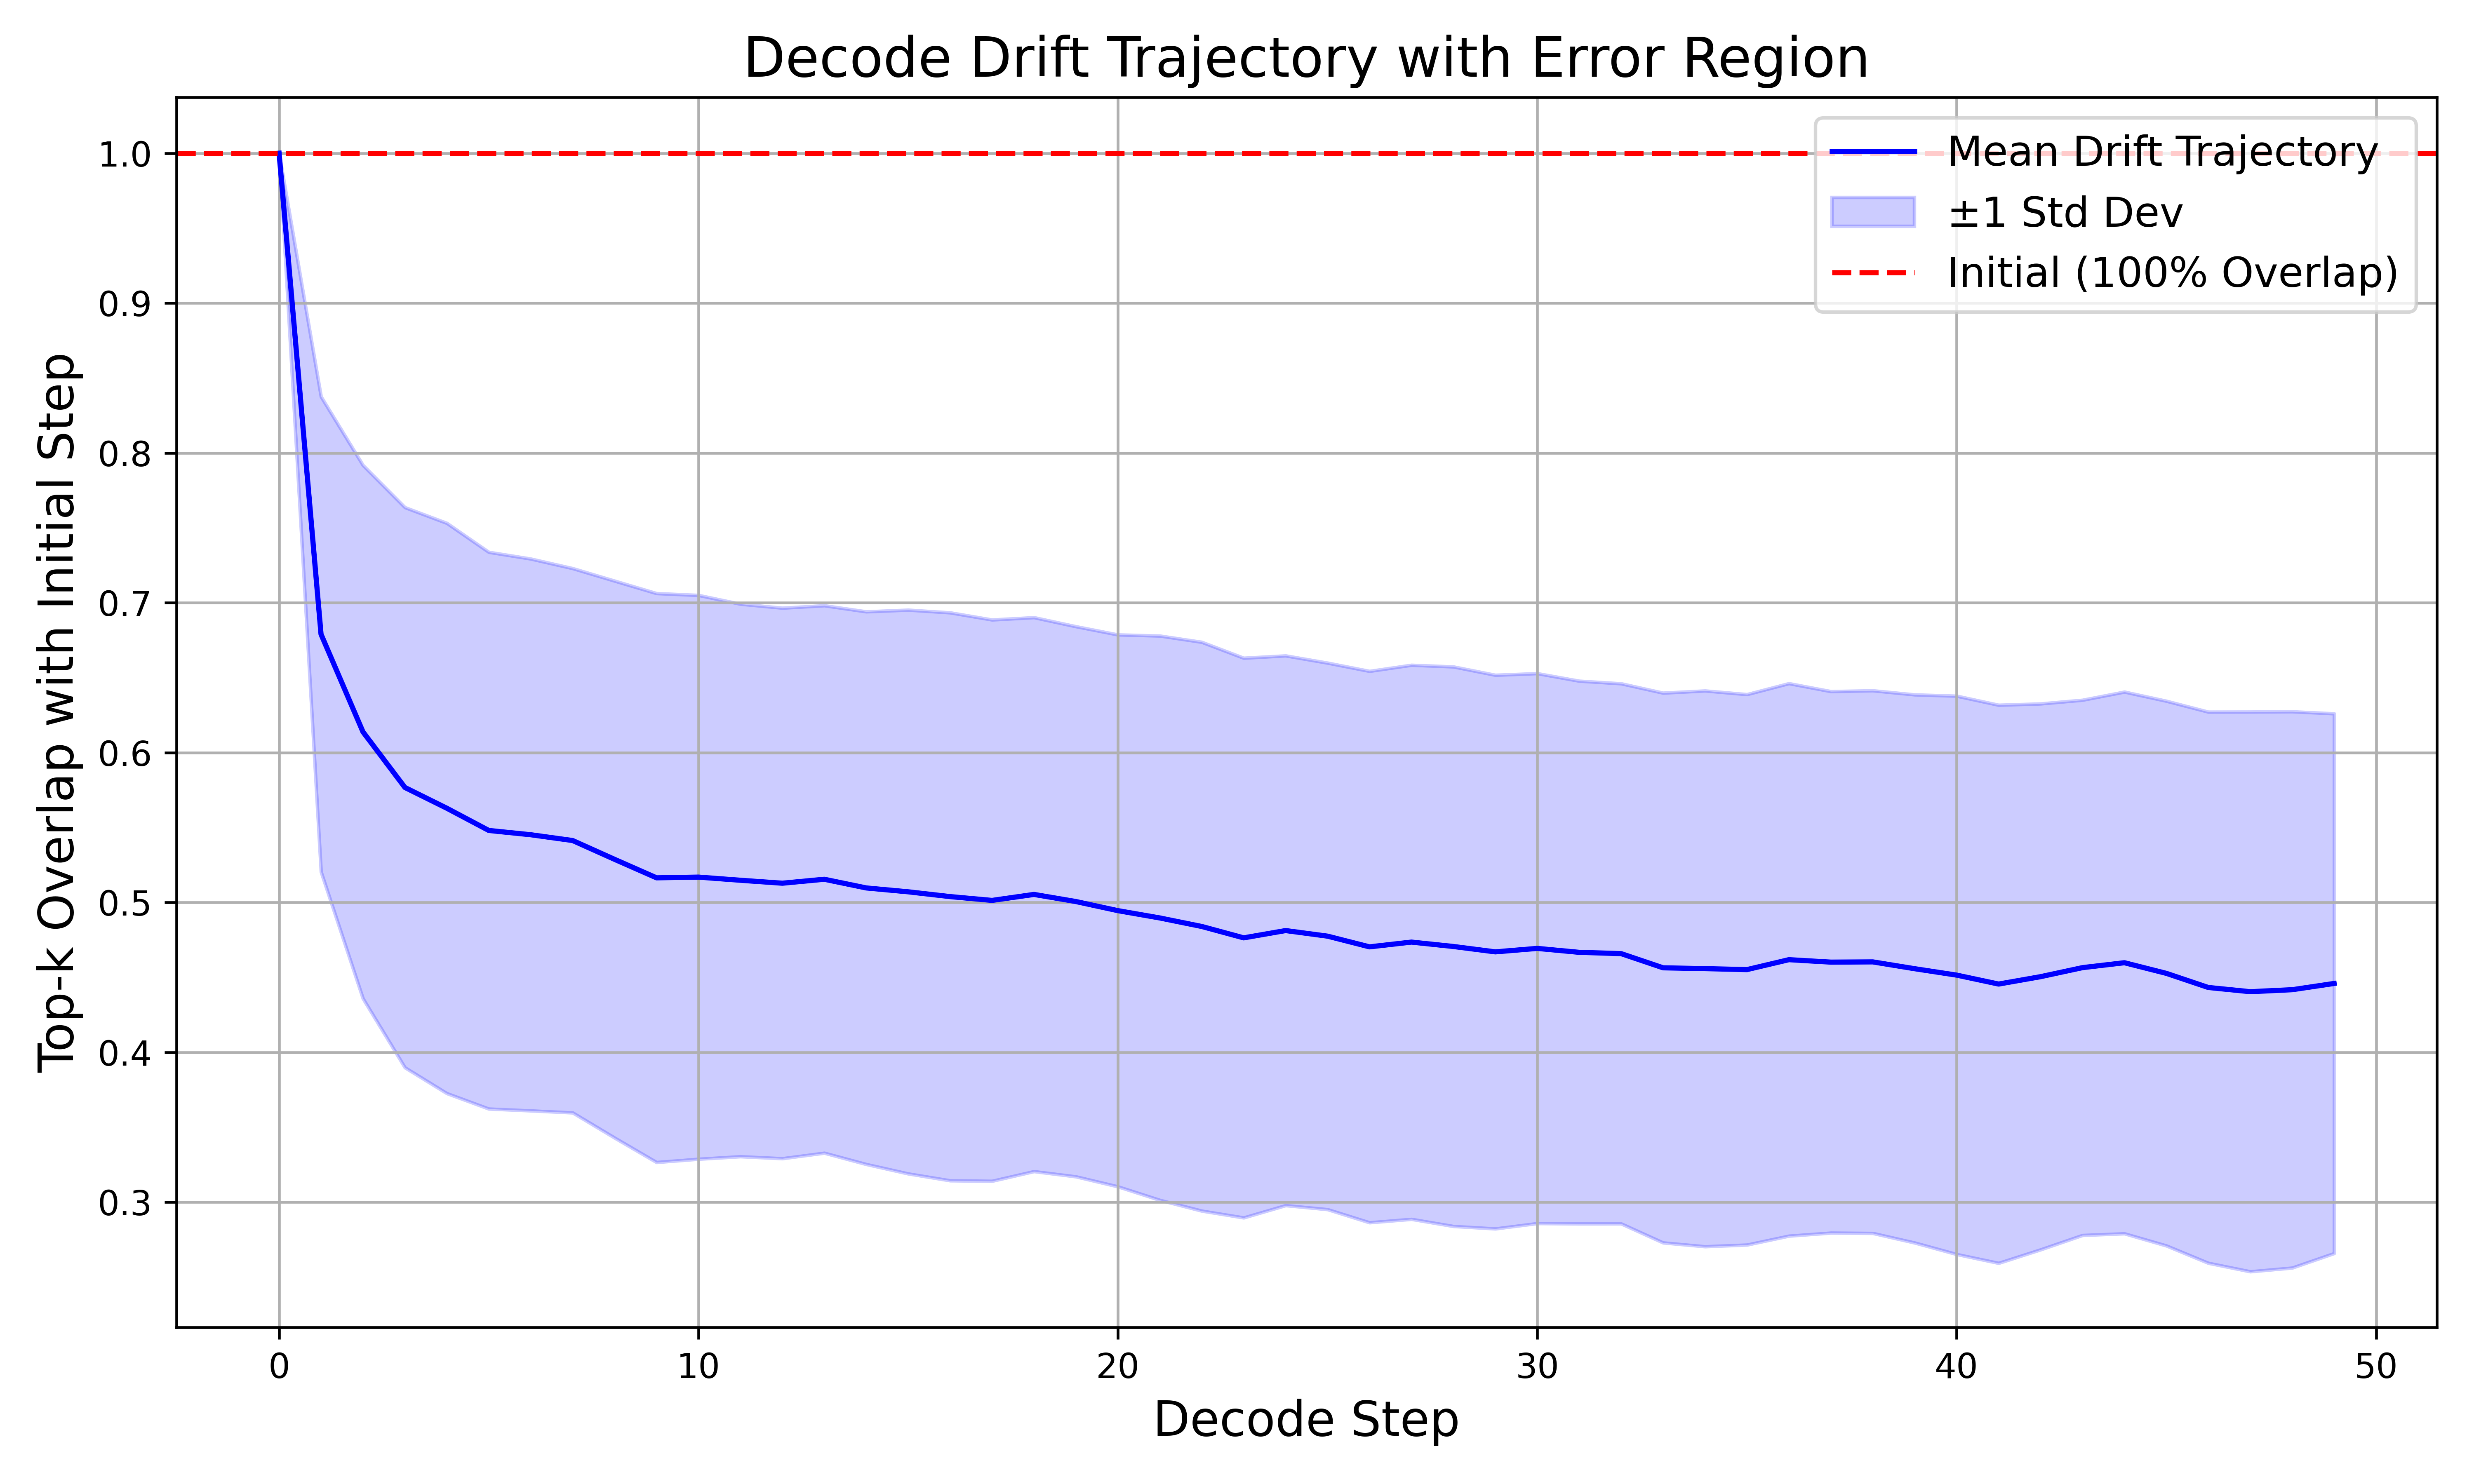 Decode Drift Trajectory with Error Region
Mean Drift Trajectory
±1 Std Dev
Initial (100% Overlap)
Top-k Overlap with Initial Step
1.0
0.9
0.8
0.7
0.6
0.5
0.4
0.3
0 10 20 30 40 50
Decode Step